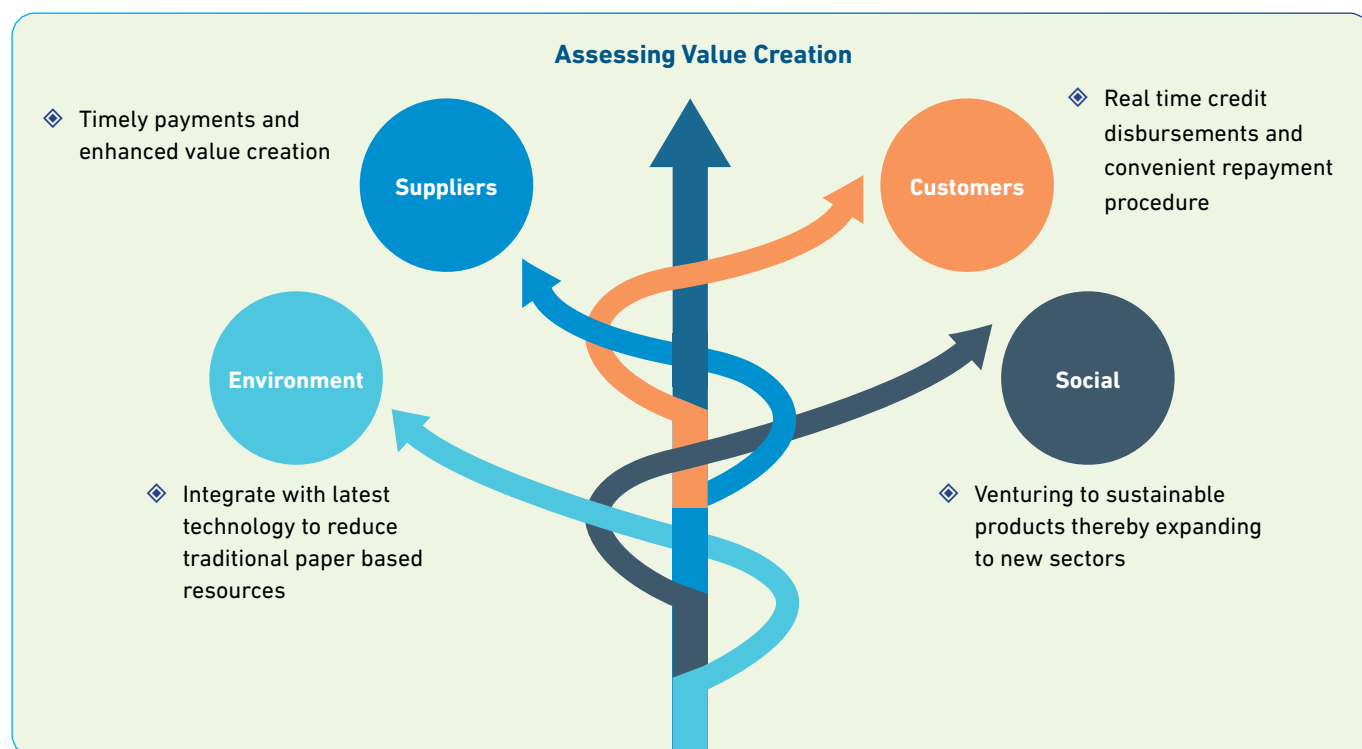 Assessing Value Creation
Timely payments and
enhanced value creation
Suppliers
Customers
Real time credit
disbursements and
convenient repayment
procedure
Environment
Social
Integrate with latest
technology to reduce
traditional paper based
resources
Venturing to sustainable
products thereby expanding
to new sectors